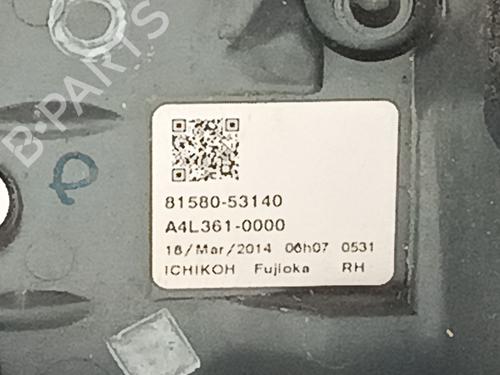 B-PARTS
81580-53140
A4L361-0000
18/Mar/2014 06h07 0531
ICHIKOH Fujioka RH